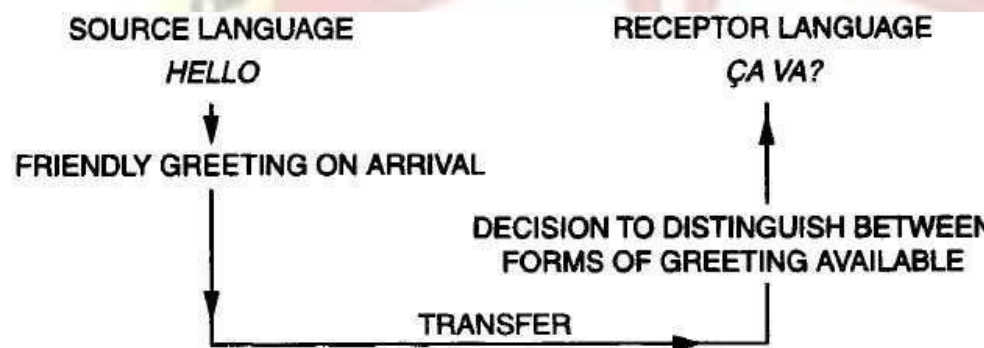 SOURCE LANGUAGE
HELLO
FRIENDLY GREETING ON ARRIVAL
TRANSFER
RECEPTOR LANGUAGE
ÇA VA?
DECISION TO DISTINGUISH BETWEEN
FORMS OF GREETING AVAILABLE